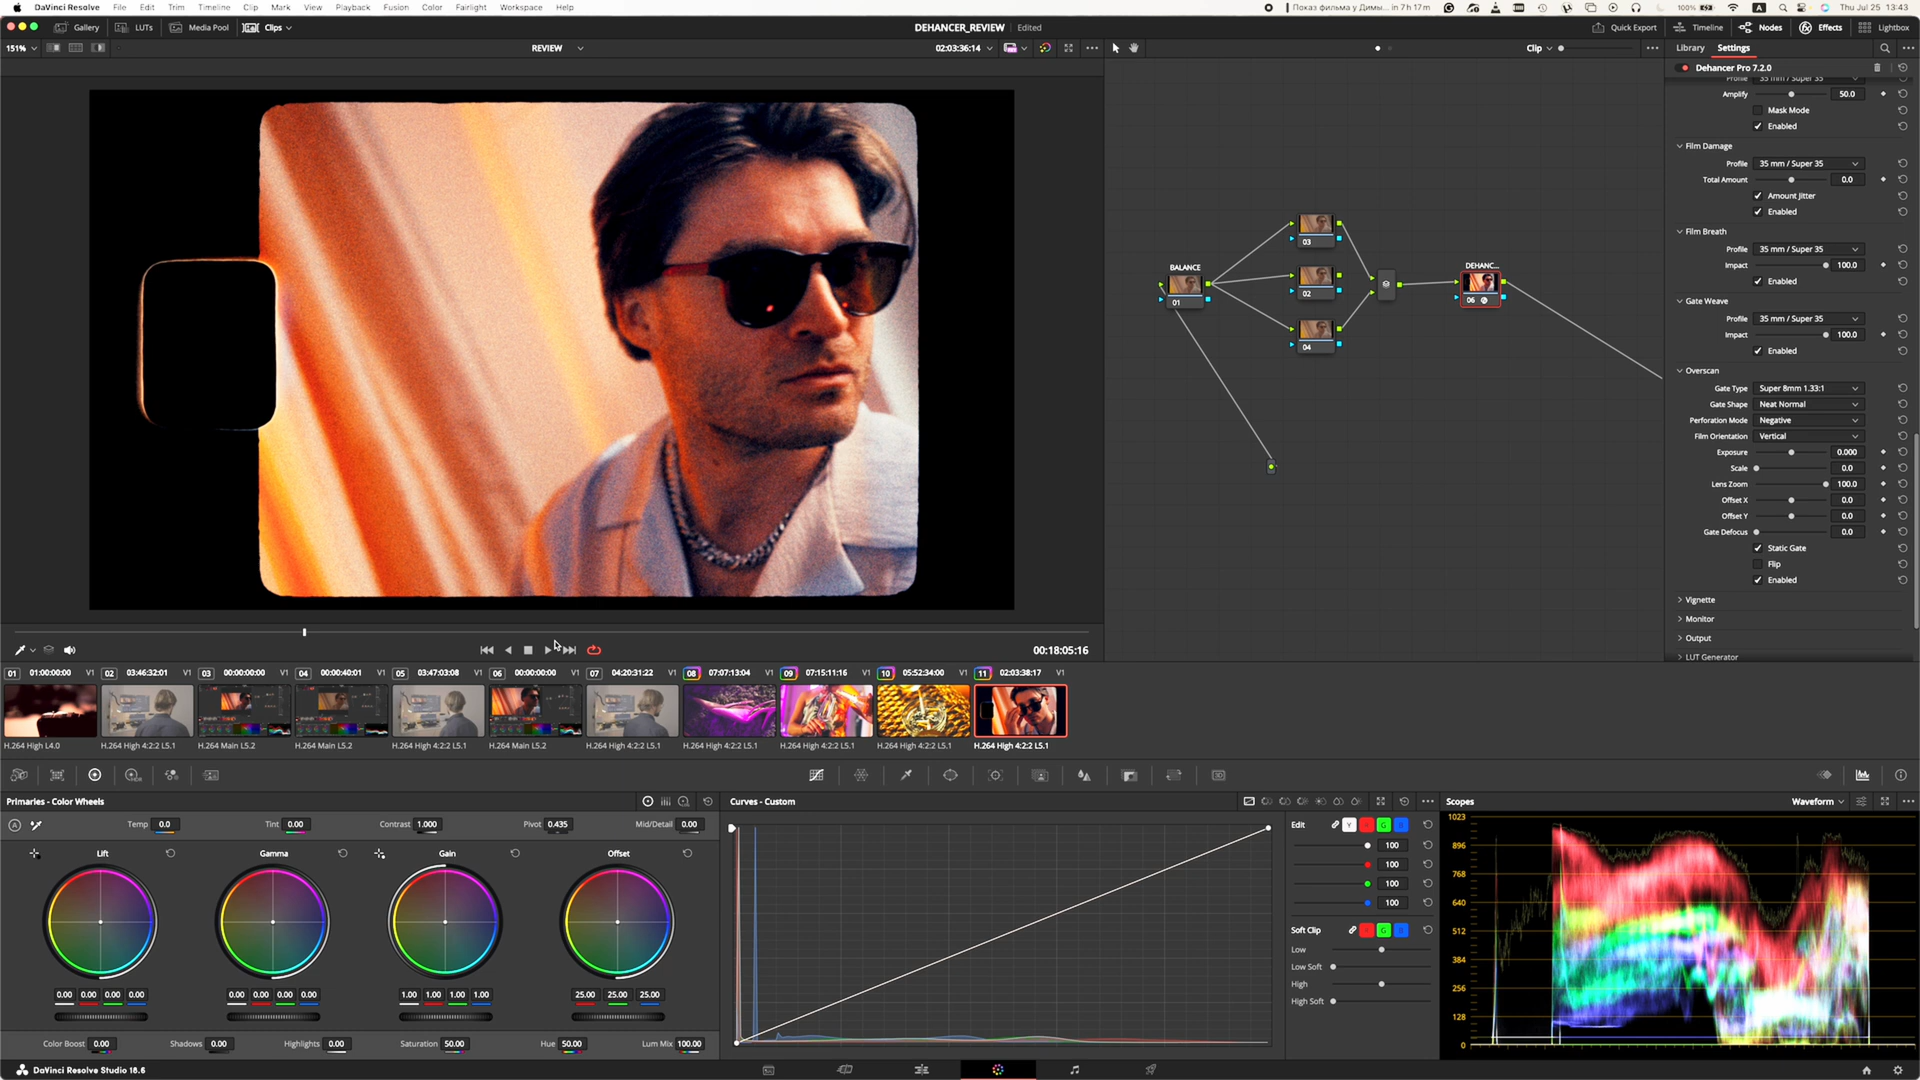 DaVinci Resolve File Edit Trim Timeline Clip Mark View Playback Fusion Color Fairlight Workspace Help
Показ фильма у Димы... in 7 h 17 m 100% A Thu Jul 25 13:43
Gallery LUTs Media Pool Clips
DEHANCER_REVIEW Edited
Quick Export Timeline Nodes Effects Lightbox
151% REVIEW 02:03:36:14 Clip
Library Settings
Dehancer Pro 7.2.0
Profile 35 mm / Super 35
Amplify 50.0
Mask Mode
Enabled
Film Damage
Profile 35 mm / Super 35
Total Amount 0.0
Amount Jitter
Enabled
Film Breath
Profile 35 mm / Super 35
Impact 100.0
Enabled
Gate Weave
Profile 35 mm / Super 35
Impact 100.0
Enabled
Overscan
Gate Type Super 8mm 1.33:1
Gate Shape Neat Normal
Perforation Mode Negative
Film Orientation Vertical
Exposure 0.000
Scale 0.0
Lens Zoom 100.0
Offset X 0.0
Offset Y 0.0
Gate Defocus 0.0
Static Gate
Flip
Enabled
Vignette
Monitor
Output
LUT Generator
BALANCE
01
03
02
04
DEHANC...
06
00:18:05:16
01 01:00:00:00 V1 02 03:46:32:01 V1 03 00:00:00:00 V1 04 00:00:40:01 V1 05 03:47:03:08 V1 06 00:00:00:00 V1 07 04:20:31:22 V1 08 07:07:13:04 V1 09 07:15:11:16 V1 10 05:52:34:00 V1 11 02:03:38:17 V1
H.264 High L4.0 H.264 High 4:2:2 L5.1 H.264 Main L5.2 H.264 Main L5.2 H.264 High 4:2:2 L5.1 H.264 Main L5.2 H.264 High 4:2:2 L5.1 H.264 High 4:2:2 L5.1 H.264 High 4:2:2 L5.1 H.264 High 4:2:2 L5.1 H.264 High 4:2:2 L5.1
Primaries - Color Wheels
Temp 0.0 Tint 0.00 Contrast 1.000 Pivot 0.435 Mid/Detail 0.00
Lift Gamma Gain Offset
0.00 0.00 0.00 0.00 0.00 0.00 0.00 0.00 1.00 1.00 1.00 1.00 25.00 25.00 25.00
Color Boost 0.00 Shadows 0.00 Highlights 0.00 Saturation 50.00 Hue 50.00 Lum Mix 100.00
Curves - Custom
Edit Y
100
100
100
100
Soft Clip
Low
Low Soft
High
High Soft
Scopes Waveform
1023
896
768
640
512
384
256
128
0
DaVinci Resolve Studio 18.6